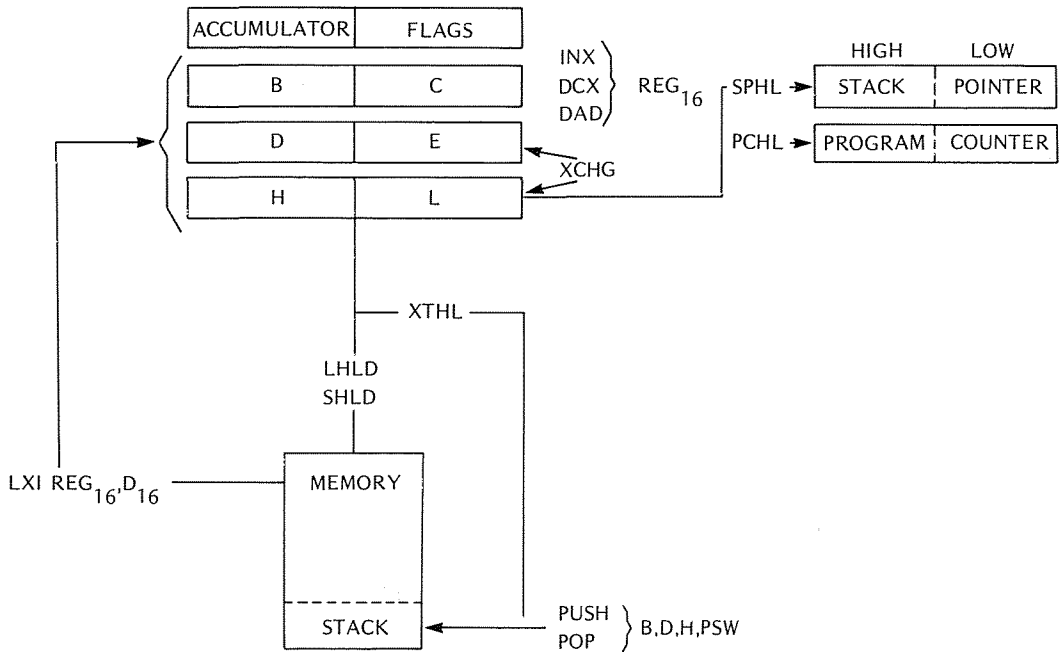 ACCUMULATOR FLAGS
B C
D E
H L
INX
DCX
DAD
REG16
XCHG
HIGH LOW
SPHL STACK POINTER
PCHL PROGRAM COUNTER
XTHL
LHLD
SHLD
LXI REG16,D16
MEMORY
STACK
PUSH
POP
B,D,H,PSW